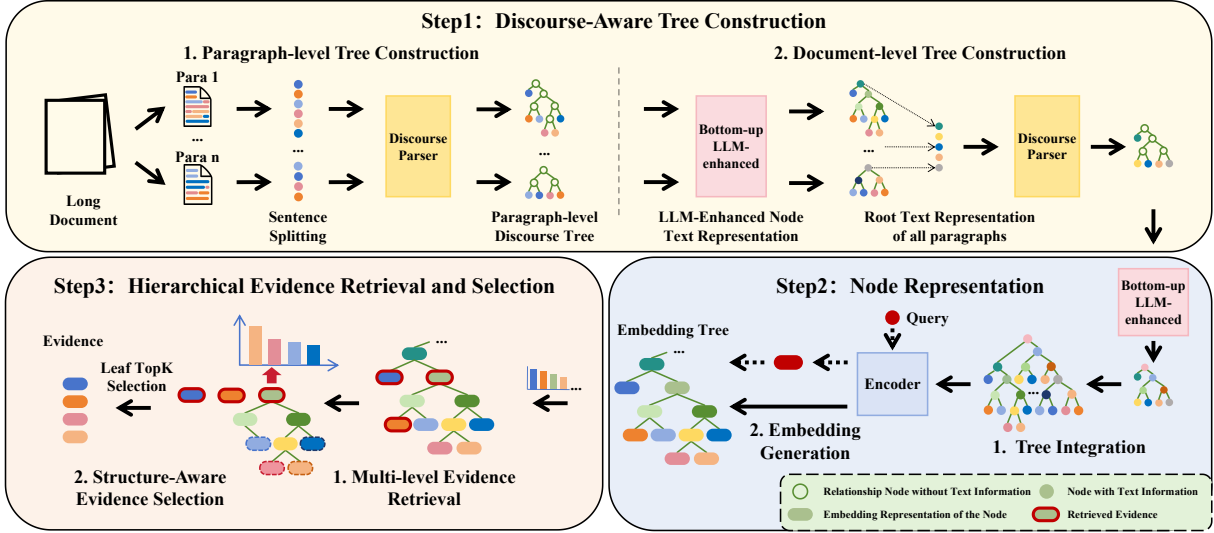 Step1: Discourse-Aware Tree Construction
1. Paragraph-level Tree Construction
2. Document-level Tree Construction
Para 1
...
Para n
Long
Document
...
Sentence
Splitting
Discourse
Parser
...
Paragraph-level
Discourse Tree
Bottom-up
LLM-
enhanced
LLM-Enhanced Node
Text Representation
...
Root Text Representation
of all paragraphs
Discourse
Parser
Step3: Hierarchical Evidence Retrieval and Selection
Evidence
Leaf TopK
Selection
...
...
2. Structure-Aware
Evidence Selection
1. Multi-level Evidence
Retrieval
Step2: Node Representation
Bottom-up
LLM-
enhanced
Query
Embedding Tree
...
Encoder
...
2. Embedding
Generation
1. Tree Integration
Relationship Node without Text Information
Node with Text Information
Embedding Representation of the Node
Retrieved Evidence